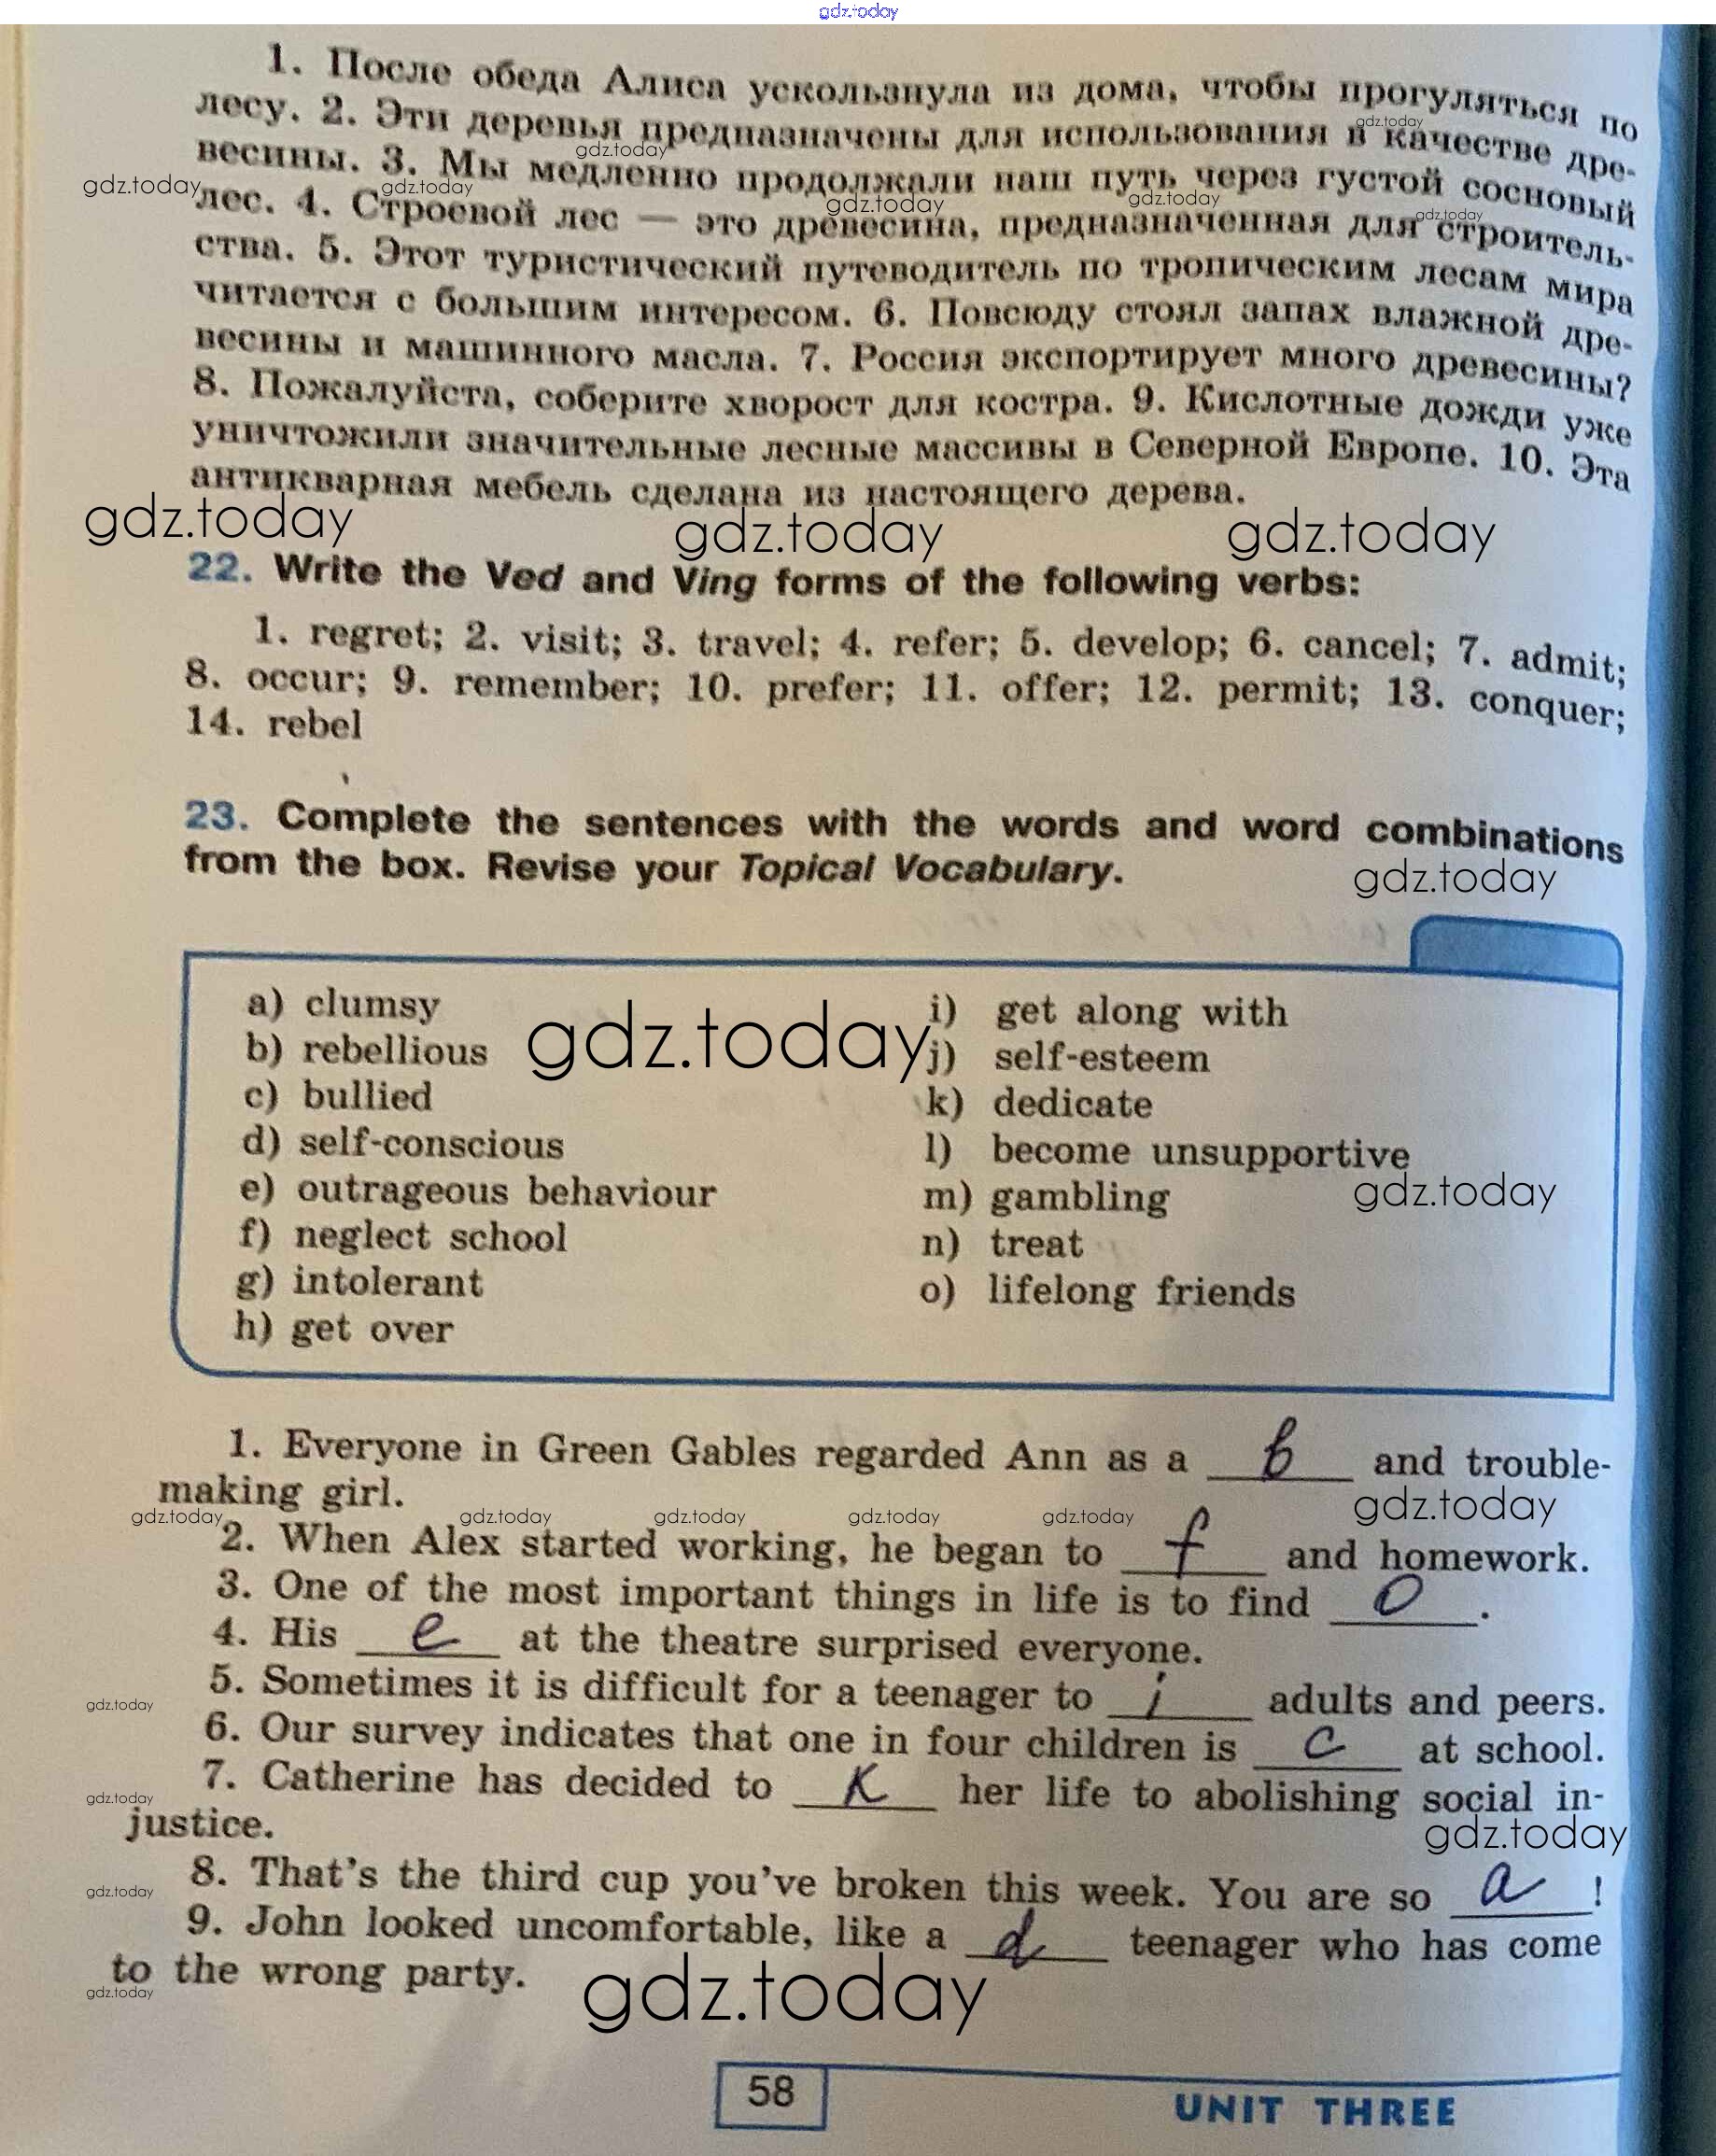 gdz.today
1. После обеда Алиса ускользнула из дома, чтобы прогуляться по
лесу. 2. Эти деревья предназначены для использования в качестве дре-
весины. 3. Мы медленно продолжали наш путь через густой сосновый
лес. 4. Строевой лес — это древесина, предназначенная для строитель-
ства. 5. Этот туристический путеводитель по тропическим лесам мира
читается с большим интересом. 6. Повсюду стоял запах влажной дре-
весины и машинного масла. 7. Россия экспортирует много древесины?
8. Пожалуйста, соберите хворост для костра. 9. Кислотные дожди уже
уничтожили значительные лесные массивы в Северной Европе. 10. Эта
антикварная мебель сделана из настоящего дерева.
gdz.today gdz.today gdz.today
22. Write the Ved and Ving forms of the following verbs:
1. regret; 2. visit; 3. travel; 4. refer; 5. develop; 6. cancel; 7. admit;
8. occur; 9. remember; 10. prefer; 11. offer; 12. permit; 13. conquer;
14. rebel
23. Complete the sentences with the words and word combinations
from the box. Revise your Topical Vocabulary.
gdz.today
a) clumsy
b) rebellious
c) bullied
d) self-conscious
e) outrageous behaviour
f) neglect school
g) intolerant
h) get over
gdz.today
i) get along with
j) self-esteem
k) dedicate
l) become unsupportive
m) gambling
n) treat
o) lifelong friends
gdz.today
1. Everyone in Green Gables regarded Ann as a b and trouble-
making girl.
gdz.today gdz.today gdz.today gdz.today gdz.today gdz.today
2. When Alex started working, he began to f and homework.
3. One of the most important things in life is to find o.
4. His e at the theatre surprised everyone.
5. Sometimes it is difficult for a teenager to i adults and peers.
6. Our survey indicates that one in four children is c at school.
7. Catherine has decided to k her life to abolishing social in-
justice.
gdz.today
8. That's the third cup you've broken this week. You are so a!
9. John looked uncomfortable, like a d teenager who has come
to the wrong party.
gdz.today
58
UNIT THREE